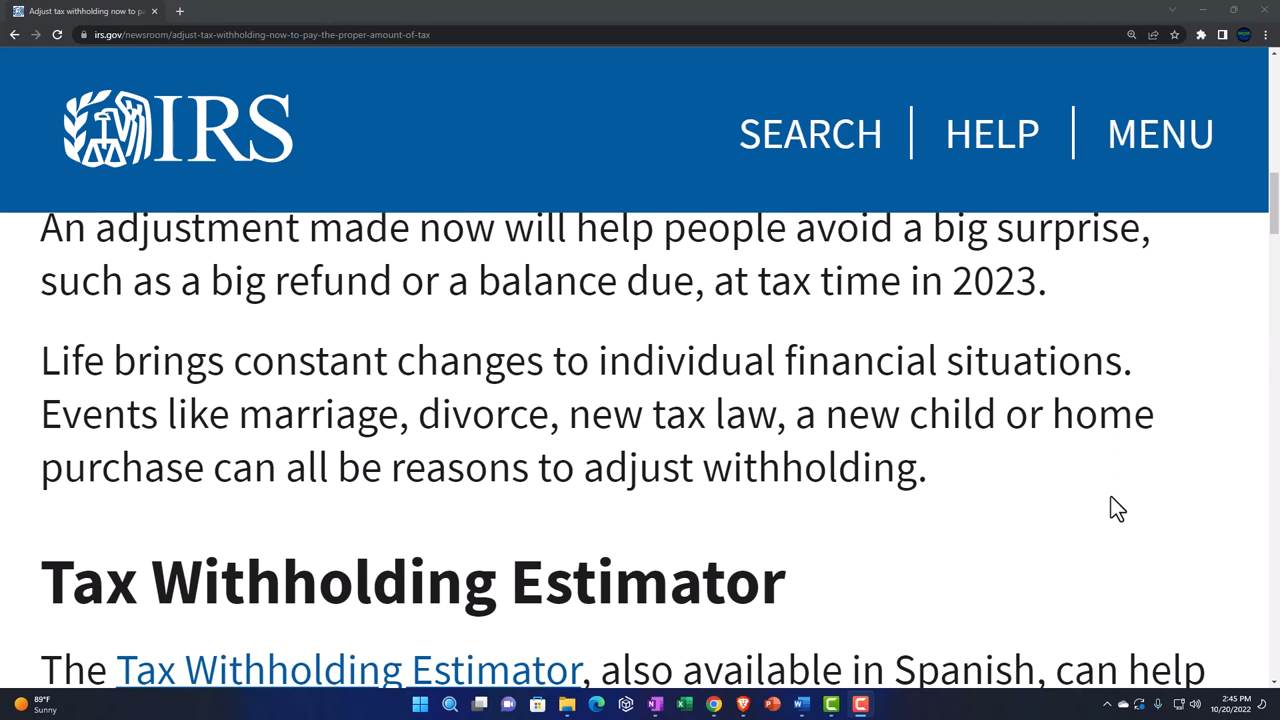 Adjust tax withholding now to pa
irs.gov/newsroom/adjust-tax-withholding-now-to-pay-the-proper-amount-of-tax
IRS
SEARCH
HELP
MENU
An adjustment made now will help people avoid a big surprise,
such as a big refund or a balance due, at tax time in 2023.
Life brings constant changes to individual financial situations.
Events like marriage, divorce, new tax law, a new child or home
purchase can all be reasons to adjust withholding.
Tax Withholding Estimator
The Tax Withholding Estimator, also available in Spanish, can help
89°F
Sunny
2:45 PM
10/20/2022